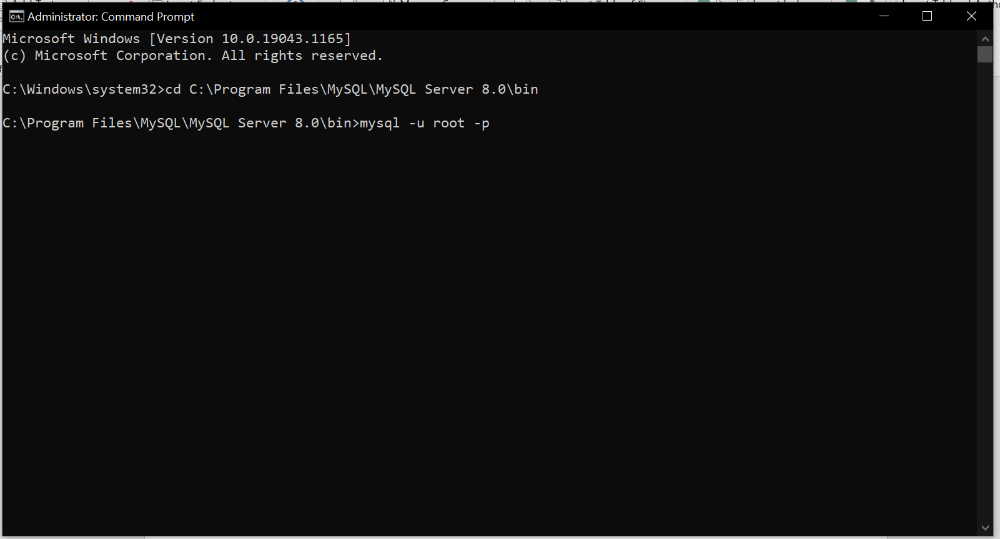 Administrator: Command Prompt
Microsoft Windows [Version 10.0.19043.1165]
(c) Microsoft Corporation. All rights reserved.
C:\Windows\system32>cd C:\Program Files\MySQL\MySQL Server 8.0\bin
C:\Program Files\MySQL\MySQL Server 8.0\bin>mysql -u root -p